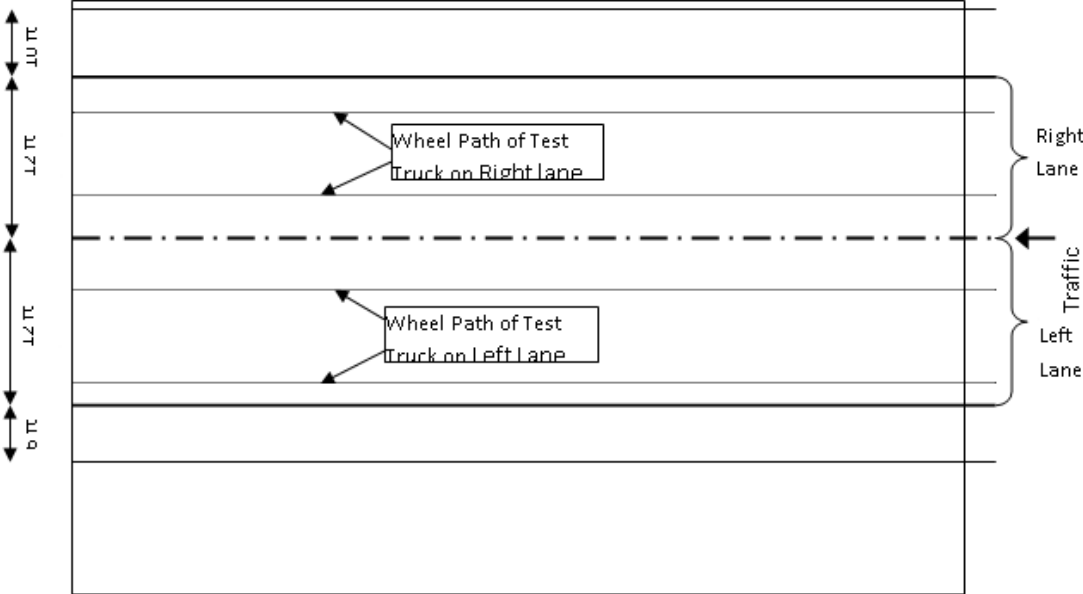 Wheel Path of Test
Truck on Right lane
Right
Lane
Traffic
Wheel Path of Test
Truck on Left Lane
Left
Lane